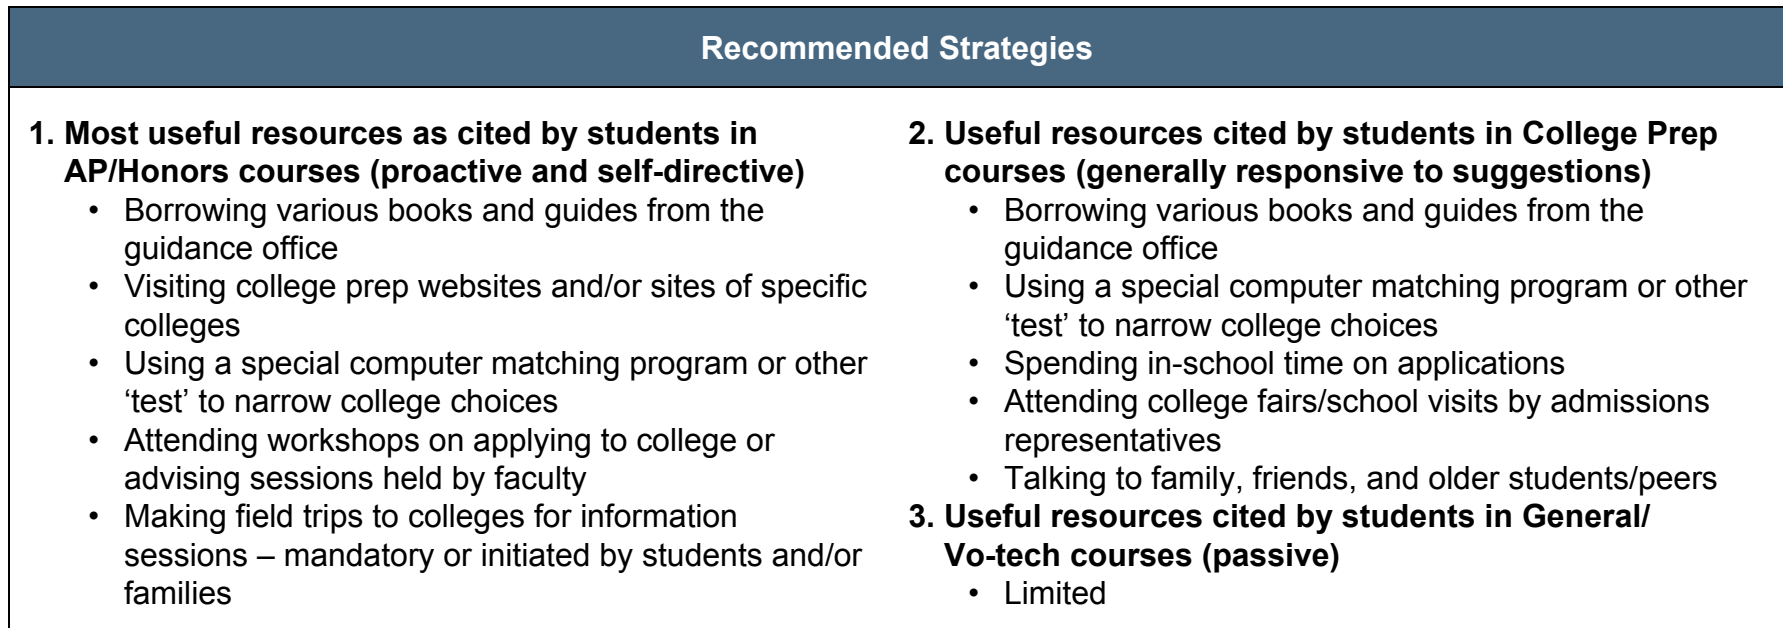 Recommended Strategies
1. Most useful resources as cited by students in
AP/Honors courses (proactive and self-directive)
• Borrowing various books and guides from the
guidance office
• Visiting college prep websites and/or sites of specific
colleges
• Using a special computer matching program or other
‘test’ to narrow college choices
• Attending workshops on applying to college or
advising sessions held by faculty
• Making field trips to colleges for information
sessions – mandatory or initiated by students and/or
families
2. Useful resources cited by students in College Prep
courses (generally responsive to suggestions)
• Borrowing various books and guides from the
guidance office
• Using a special computer matching program or other
‘test’ to narrow college choices
• Spending in-school time on applications
• Attending college fairs/school visits by admissions
representatives
• Talking to family, friends, and older students/peers
3. Useful resources cited by students in General/
Vo-tech courses (passive)
• Limited